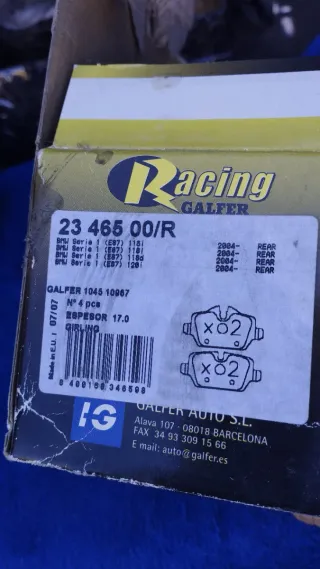 Racing
GALFER
23 465 00/R
BMW Serie 1 (E87) 116i 2004- REAR
BMW Serie 1 (E87) 118i 2004- REAR
BMW Serie 1 (E87) 118d 2004- REAR
BMW Serie 1 (E87) 120i 2004- REAR
GALFER 1045 10967
Nº 4 pcs
ESPESOR 17.0
GIRLING
Made in E.U. 07/07
x02
x02
GALFER AUTO S.L.
Alava 107 - 08018 BARCELONA
FAX 34 93 309 15 66
E mail: auto@galfer.es